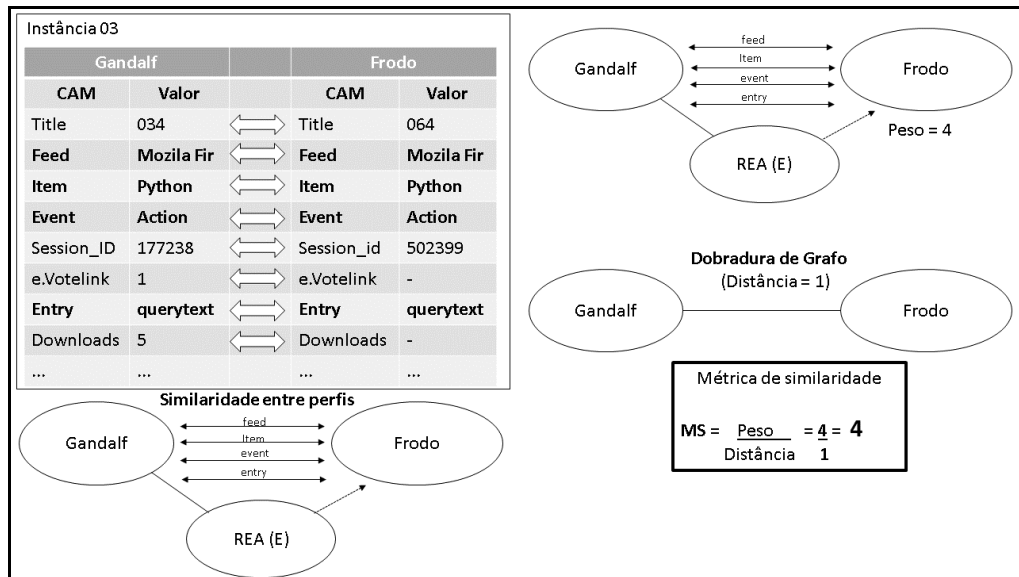 Instância 03
Gandalf Frodo
CAM Valor CAM Valor
Title 034 Title 064
Feed Mozila Fir Feed Mozila Fir
Item Python Item Python
Event Action Event Action
Session_ID 177238 Session_id 502399
e.Votelink 1 e.Votelink -
Entry querytext Entry querytext
Downloads 5 Downloads -
... ... ... ...
Similaridade entre perfis
feed
Item
event
entry
Gandalf Frodo
REA (E)
feed
Item
event
entry
Gandalf Frodo
Peso = 4
REA (E)
Dobradura de Grafo
(Distância = 1)
Gandalf Frodo
Métrica de similaridade
MS = Peso = 4 = 4
Distância 1